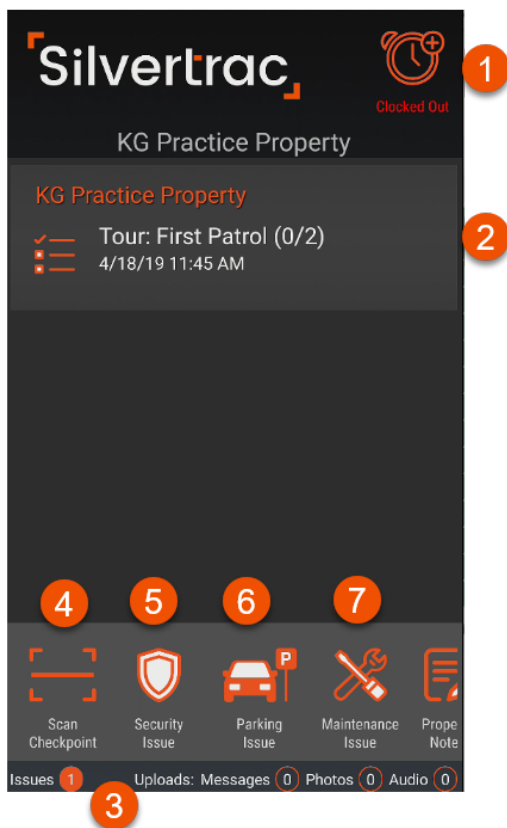 Silvertrac
1
Clocked Out
KG Practice Property
KG Practice Property
Tour: First Patrol (0/2)
4/18/19 11:45 AM
2
4
5
6
7
P
Scan
Checkpoint
Security
Issue
Parking
Issue
Maintenance
Issue
Prope
Note
Issues 1 Uploads: Messages 0 Photos 0 Audio 0
3